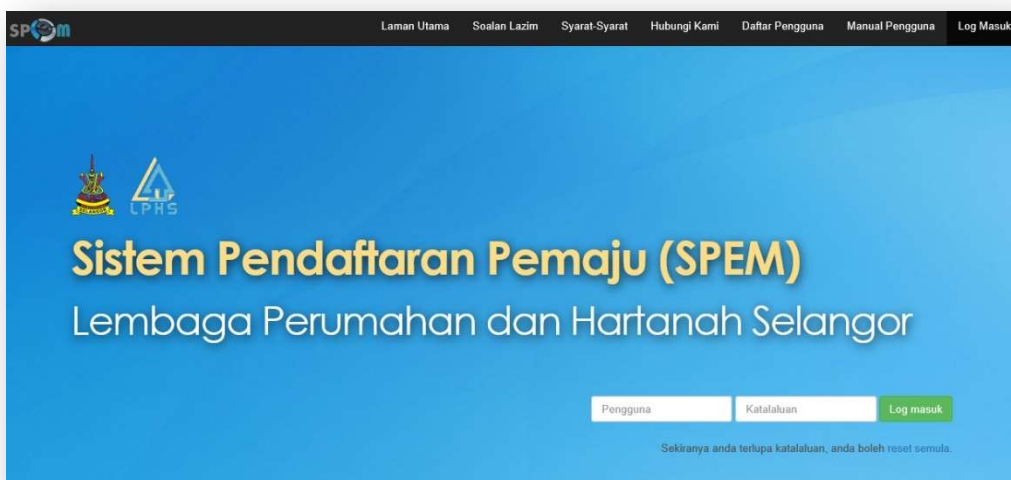 SPEM
Laman Utama Soalan Lazim Syarat-Syarat Hubungi Kami Daftar Pengguna Manual Pengguna Log Masuk
SELANGOR
LPHS
Sistem Pendaftaran Pemaju (SPEM)
Lembaga Perumahan dan Hartanah Selangor
Pengguna Katalaluan Log masuk
Sekiranya anda terlupa katalaluan, anda boleh reset semula.